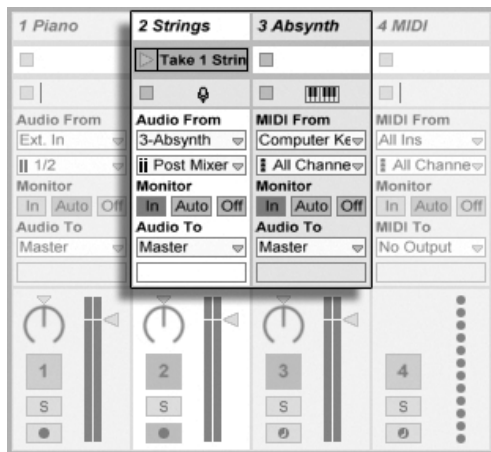 1 Piano 2 Strings 3 Absynth 4 MIDI
Take 1 Strin
Audio From Audio From MIDI From MIDI From
Ext. In 3-Absynth Computer Ke All Ins
1/2 Post Mixer All Channe All Channe
Monitor Monitor Monitor Monitor
In Auto Off In Auto Off In Auto Off In Auto Off
Audio To Audio To Audio To MIDI To
Master Master Master No Output
1 2 3 4
S S S S